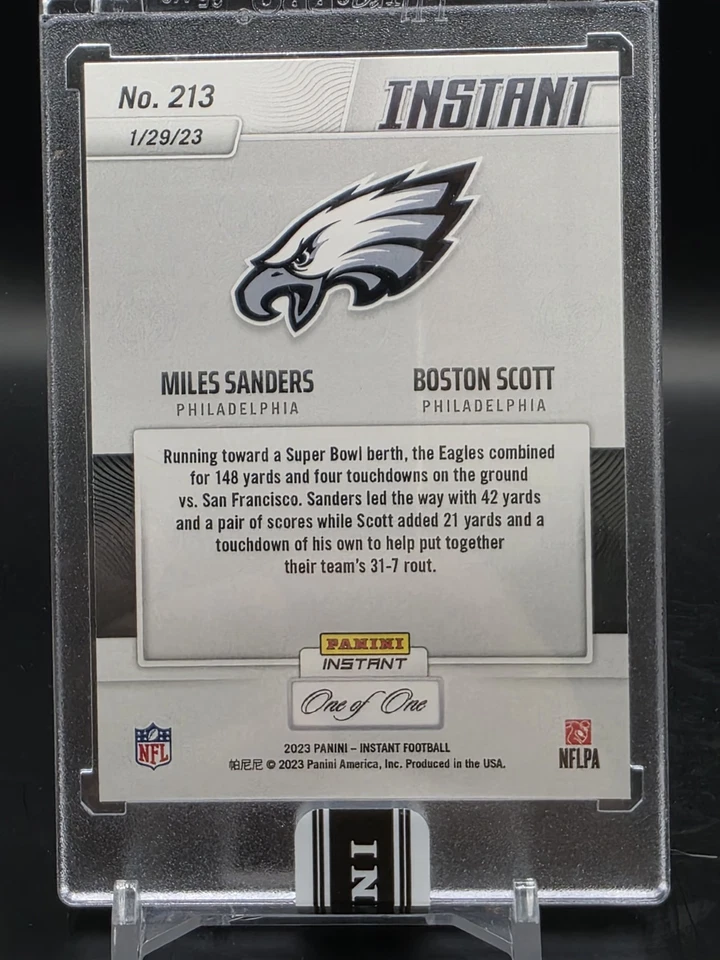 No. 213
INSTANT
1/29/23
MILES SANDERS
BOSTON SCOTT
PHILADELPHIA
PHILADELPHIA
Running toward a Super Bowl berth, the Eagles combined
for 148 yards and four touchdowns on the ground
vs. San Francisco. Sanders led the way with 42 yards
and a pair of scores while Scott added 21 yards and a
touchdown of his own to help put together
their team's 31-7 rout.
PANINI
INSTANT
One of One
NFL
NFLPA
2023 PANINI – INSTANT FOOTBALL
帕尼尼 © 2023 Panini America, Inc. Produced in the USA.
INI